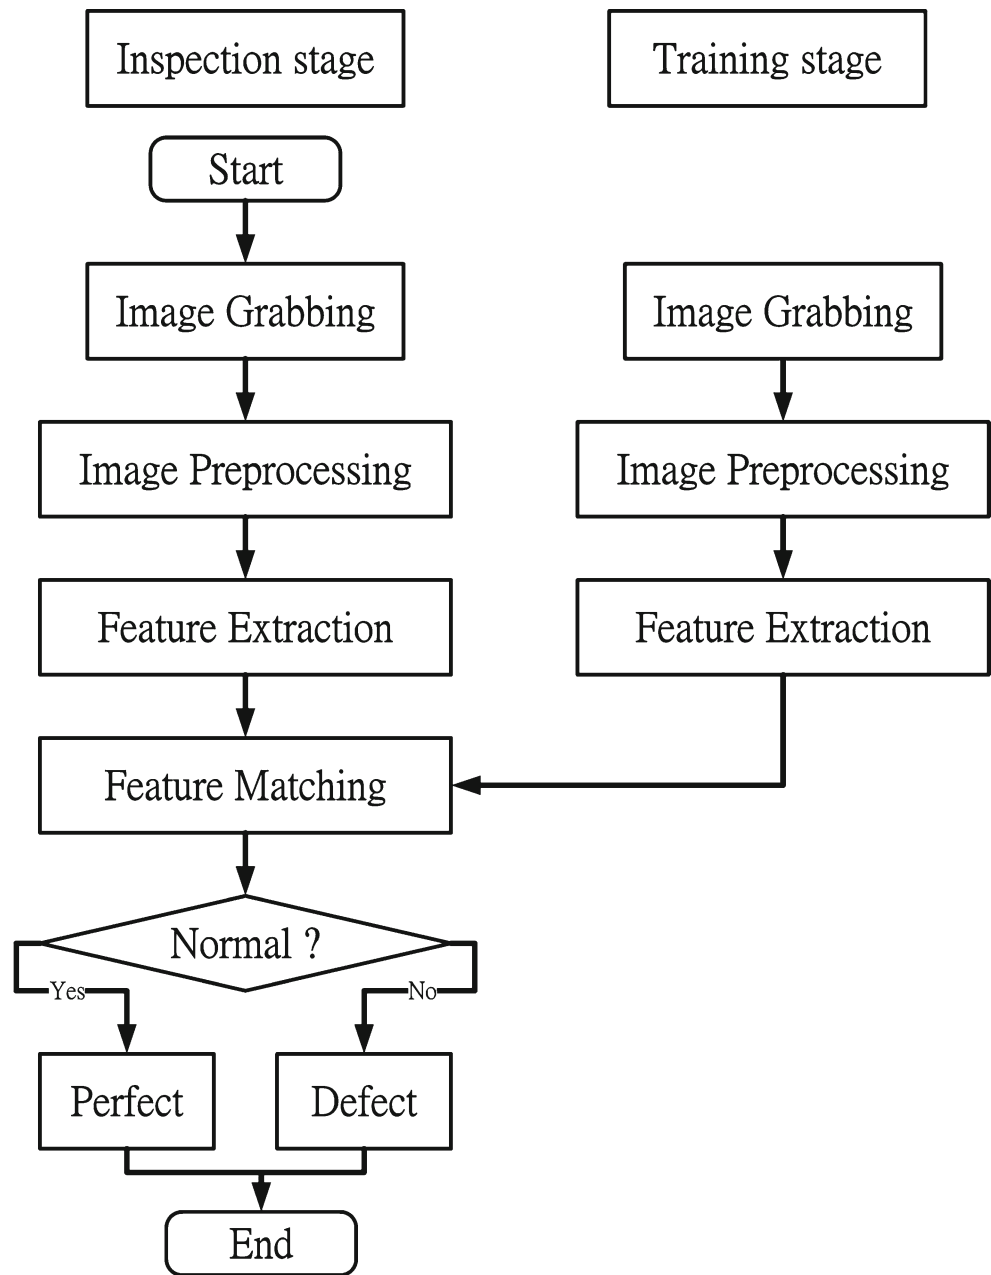 Inspection stage
Training stage
Start
Image Grabbing
Image Grabbing
Image Preprocessing
Image Preprocessing
Feature Extraction
Feature Extraction
Feature Matching
Normal ?
Yes
No
Perfect
Defect
End